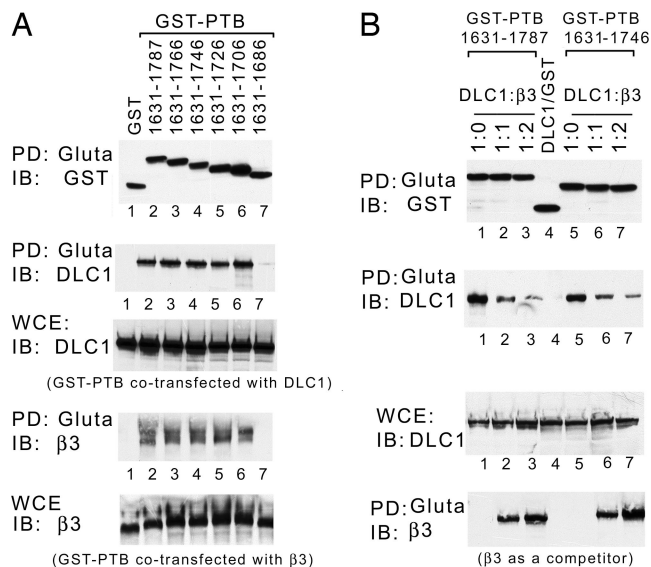 A
GST-PTB
GST
1631-1787
1631-1766
1631-1746
1631-1726
1631-1706
1631-1686
PD: Gluta
IB: GST
1 2 3 4 5 6 7
PD: Gluta
IB: DLC1
1 2 3 4 5 6 7
WCE:
IB: DLC1
(GST-PTB co-transfected with DLC1)
PD: Gluta
IB: β3
1 2 3 4 5 6 7
WCE
IB: β3
(GST-PTB co-transfected with β3)
B
GST-PTB GST-PTB
1631-1787 1631-1746
DLC1:β3 DLC1/GST DLC1:β3
1:0 1:1 1:2 1:0 1:1 1:2
PD: Gluta
IB: GST
1 2 3 4 5 6 7
PD: Gluta
IB: DLC1
1 2 3 4 5 6 7
WCE:
IB: DLC1
1 2 3 4 5 6 7
PD: Gluta
IB: β3
(β3 as a competitor)